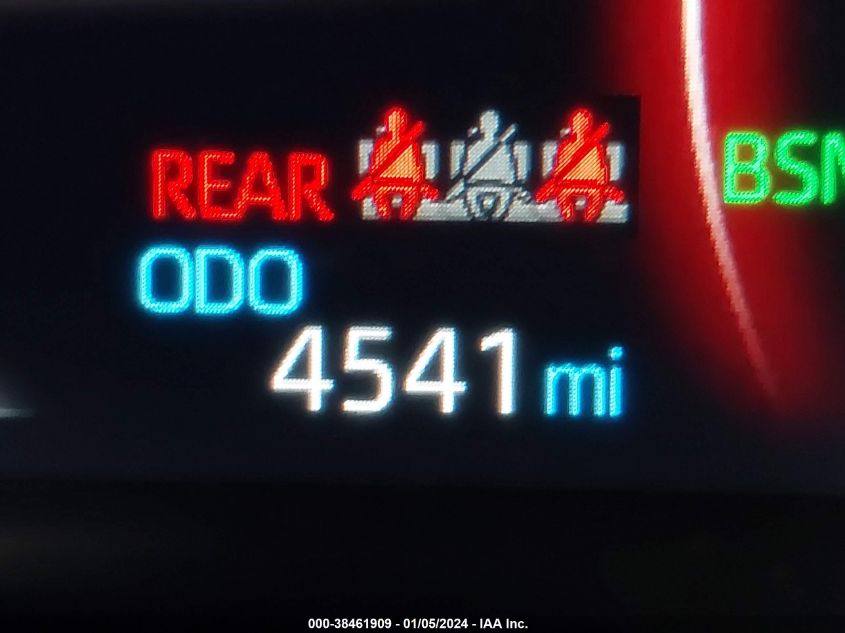 REAR
BSM
ODO
4541 mi
000-38461909 - 01/05/2024 - IAA Inc.